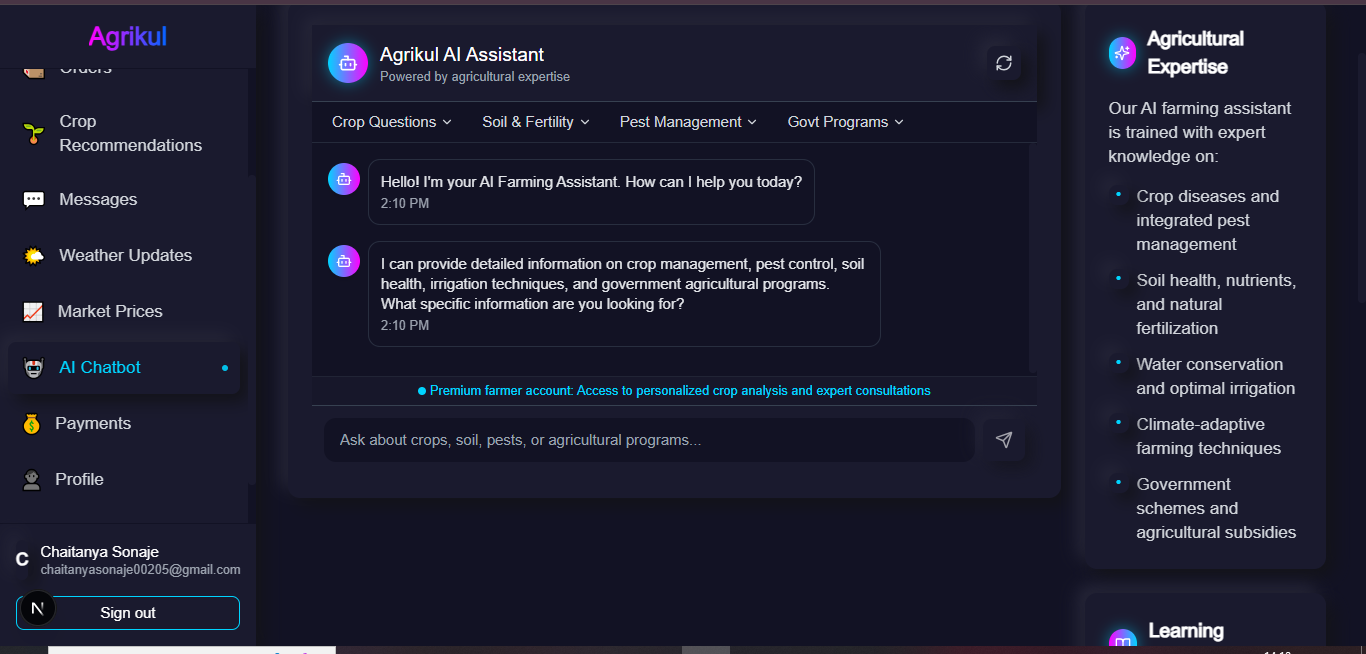 Agrikul
Orders
Crop
Recommendations
Messages
Weather Updates
Market Prices
AI Chatbot
Payments
Profile
C
Chaitanya Sonaje
chaitanyasonaje00205@gmail.com
N
Sign out
Agrikul AI Assistant
Powered by agricultural expertise
Crop Questions
Soil & Fertility
Pest Management
Govt Programs
Hello! I'm your AI Farming Assistant. How can I help you today?
2:10 PM
I can provide detailed information on crop management, pest control, soil
health, irrigation techniques, and government agricultural programs.
What specific information are you looking for?
2:10 PM
Premium farmer account: Access to personalized crop analysis and expert consultations
Ask about crops, soil, pests, or agricultural programs...
Agricultural
Expertise
Our AI farming assistant
is trained with expert
knowledge on:
• Crop diseases and
integrated pest
management
• Soil health, nutrients,
and natural
fertilization
• Water conservation
and optimal irrigation
• Climate-adaptive
farming techniques
• Government
schemes and
agricultural subsidies
Learning